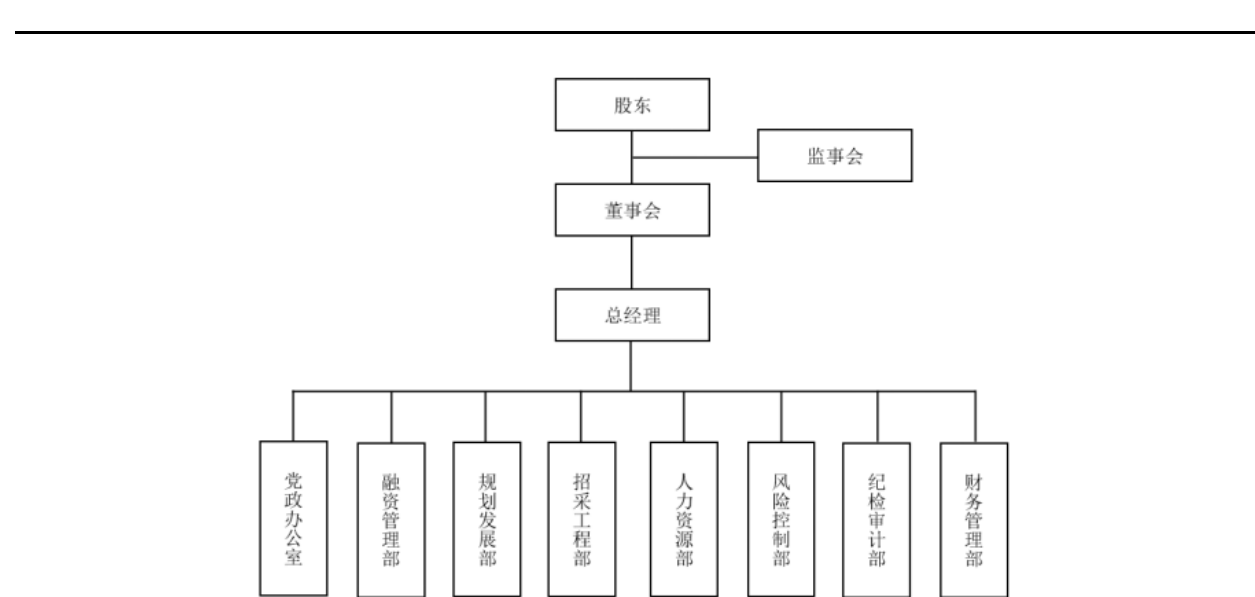 股东
监事会
董事会
总经理
党政办公室
融资管理部
规划发展部
招采工程部
人力资源部
风险控制部
纪检审计部
财务管理部